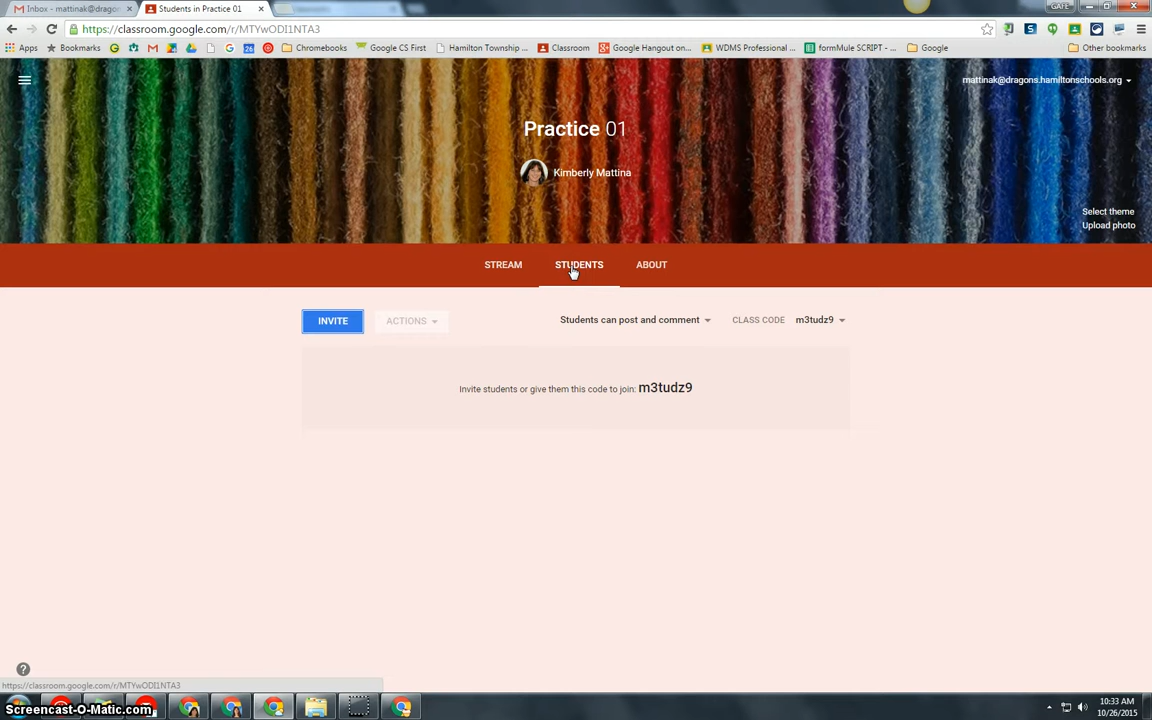 Inbox - mattinak@dragon
Students in Practice 01
GAFE
https://classroom.google.com/r/MTYwODI1NTA3
Apps
Bookmarks
26
Chromebooks
Google CS First
Hamilton Township ...
Classroom
Google Hangout on...
WDMS Professional ...
formMule SCRIPT - ...
Google
Other bookmarks
mattinak@dragons.hamiltonschools.org
Practice 01
Kimberly Mattina
Select theme
Upload photo
STREAM
STUDENTS
ABOUT
INVITE
ACTIONS
Students can post and comment
CLASS CODE
m3tudz9
Invite students or give them this code to join: m3tudz9
?
https://classroom.google.com/r/MTYwODI1NTA3
Screencast-O-Matic.com
10:33 AM
10/26/2015